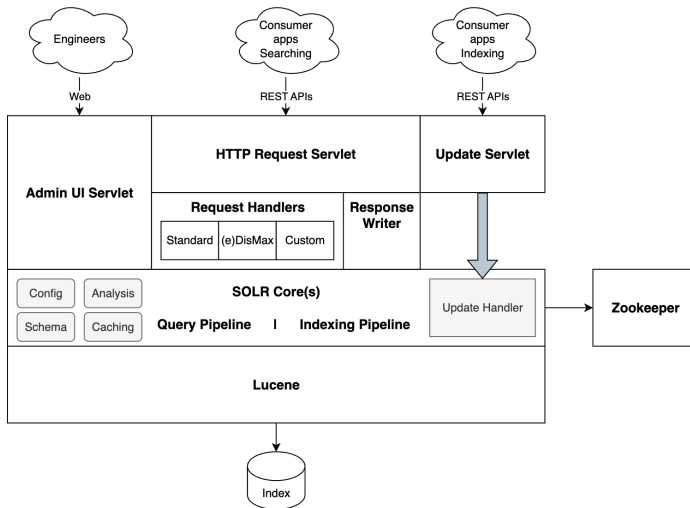 Engineers
Consumer
apps
Searching
Consumer
apps
Indexing
Web
REST APIs
REST APIs
HTTP Request Servlet
Update Servlet
Admin UI Servlet
Request Handlers
Standard
(e)DisMax
Custom
Response
Writer
Config
Analysis
SOLR Core(s)
Update Handler
Zookeeper
Schema
Caching
Query Pipeline | Indexing Pipeline
Lucene
Index